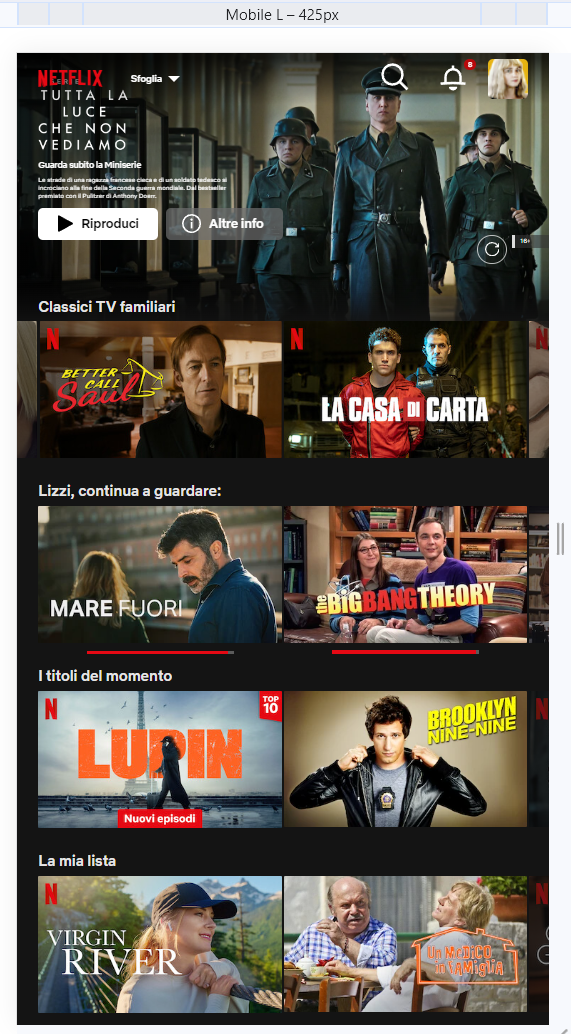 Mobile L – 425px
NETFLIX
Sfoglia
8
SERIE
TUTTA LA
LUCE
CHE NON
VEDIAMO
Guarda subito la Miniserie
Le strade di una ragazza francese cieca e di un soldato tedesco si
incrociano alla fine della Seconda guerra mondiale. Dal bestseller
premiato con il Pulitzer di Anthony Doerr.
Riproduci
Altre info
16+
Classici TV familiari
N
BETTER
CALL
Saul
N
LA CASA DI CARTA
N
Lizzi, continua a guardare:
MARE FUORI
the BIG BANG THEORY
I titoli del momento
N
TOP
10
LUPIN
Nuovi episodi
BROOKLYN
NINE-NINE
N
La mia lista
N
VIRGIN
RIVER
Un MeDiCO
in FAMiGLiA
N